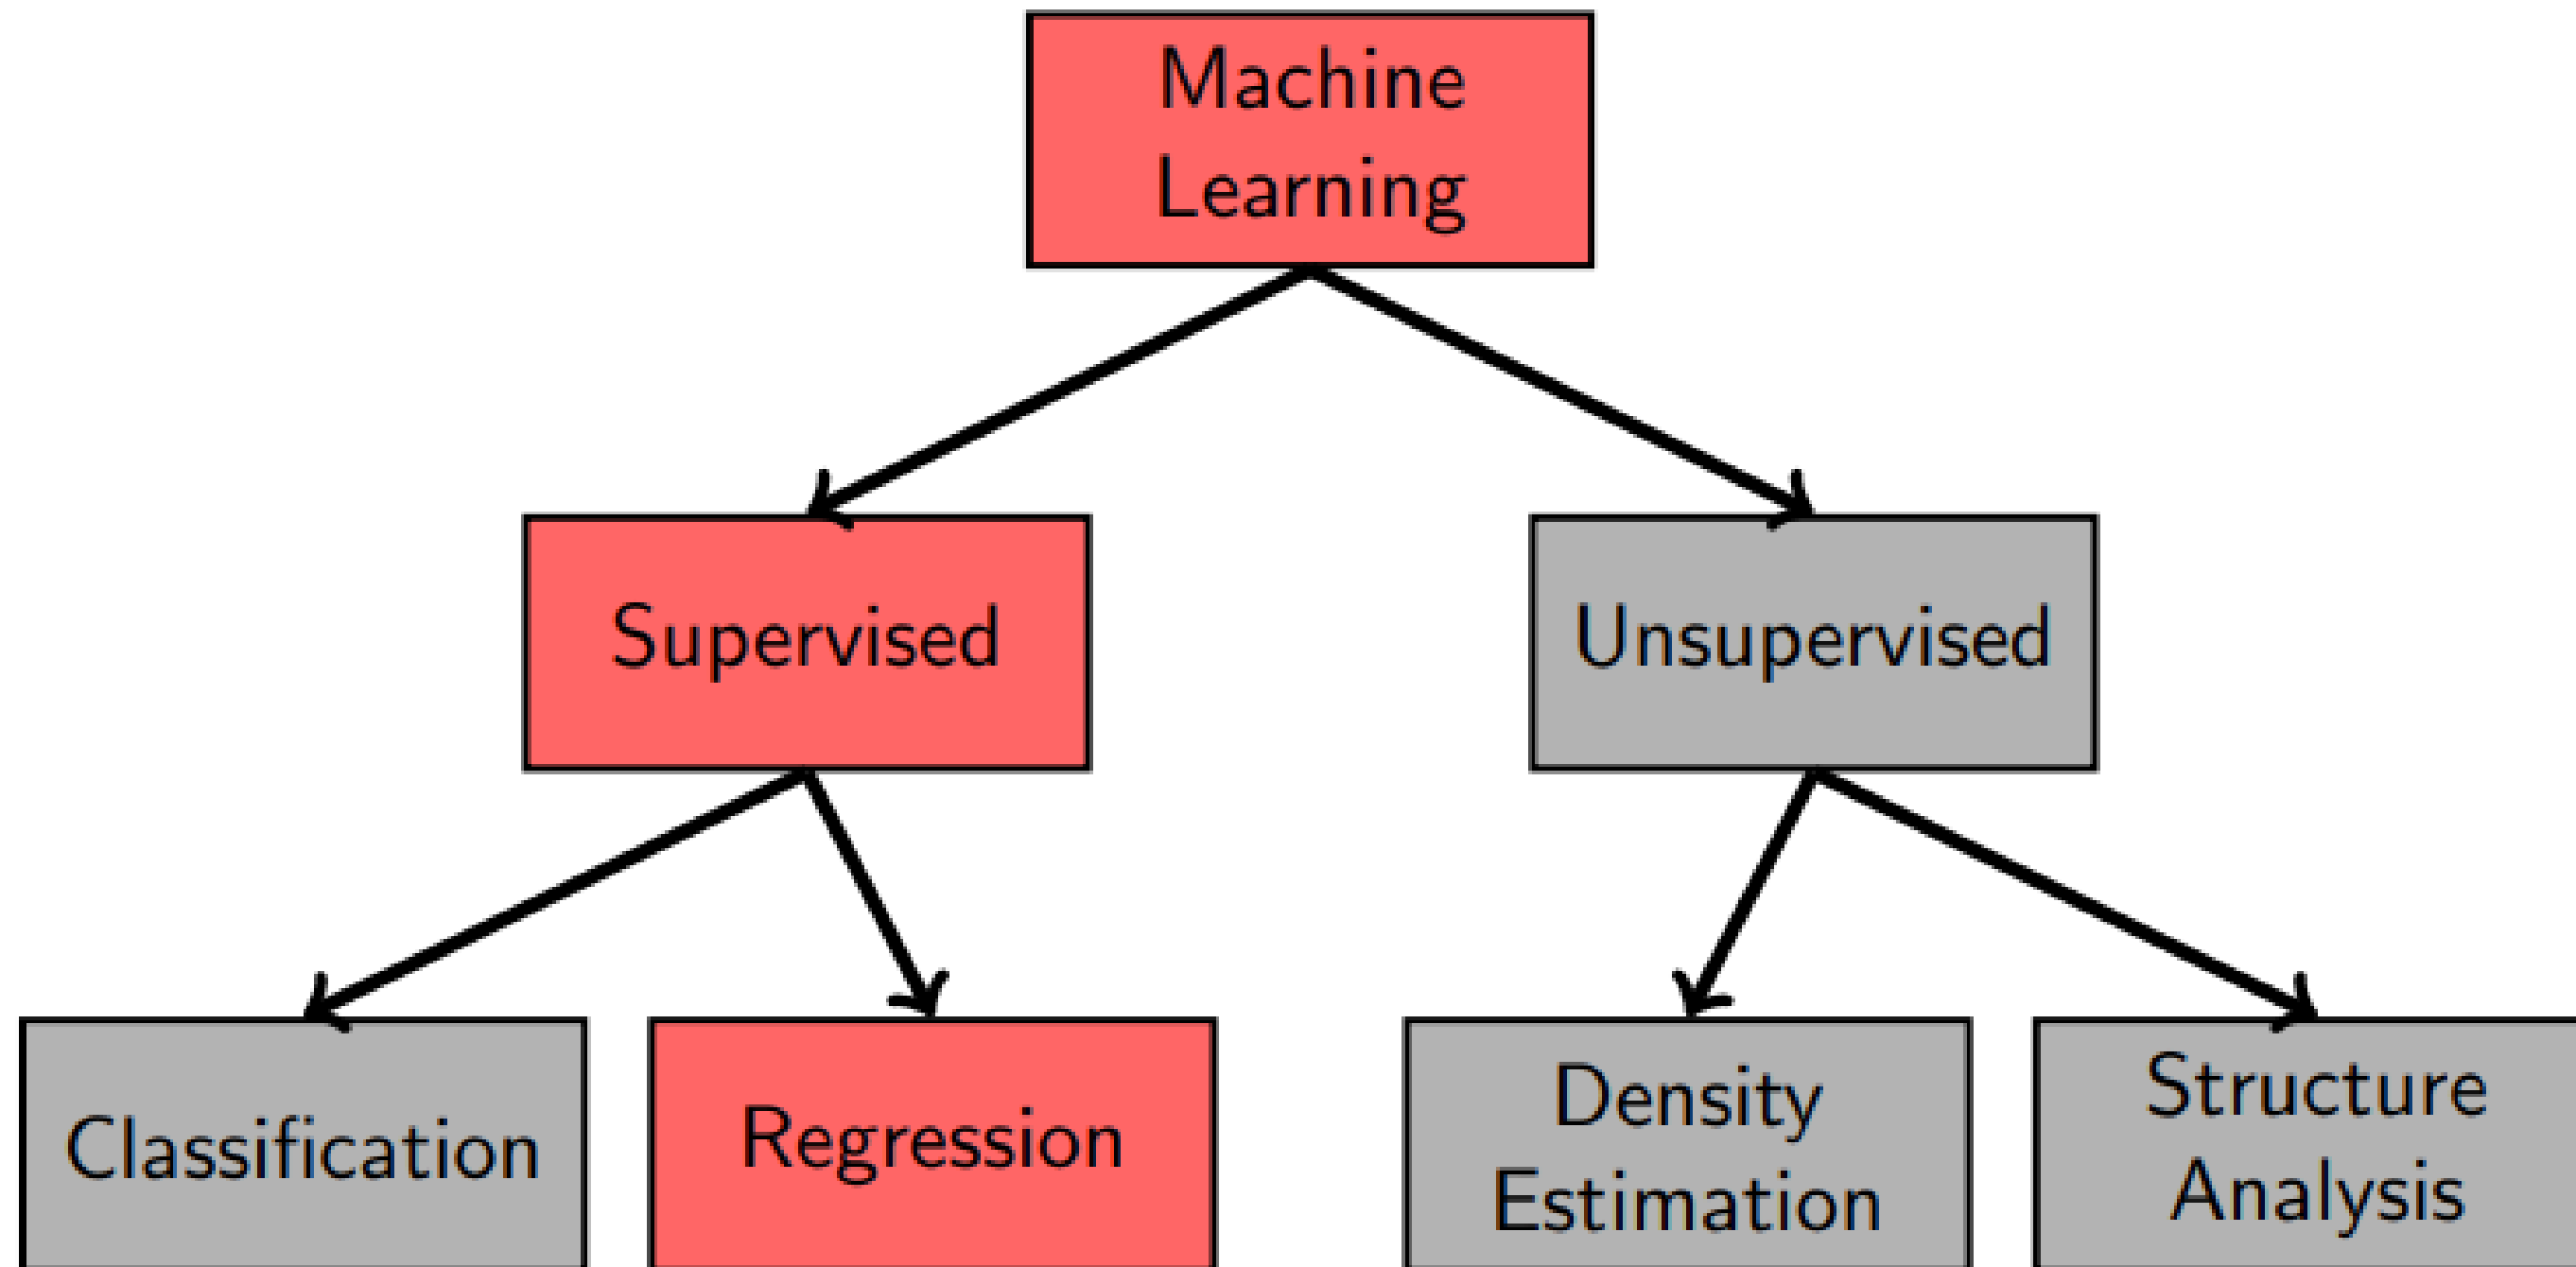 Machine
Learning
Supervised
Unsupervised
Classification
Regression
Density
Estimation
Structure
Analysis